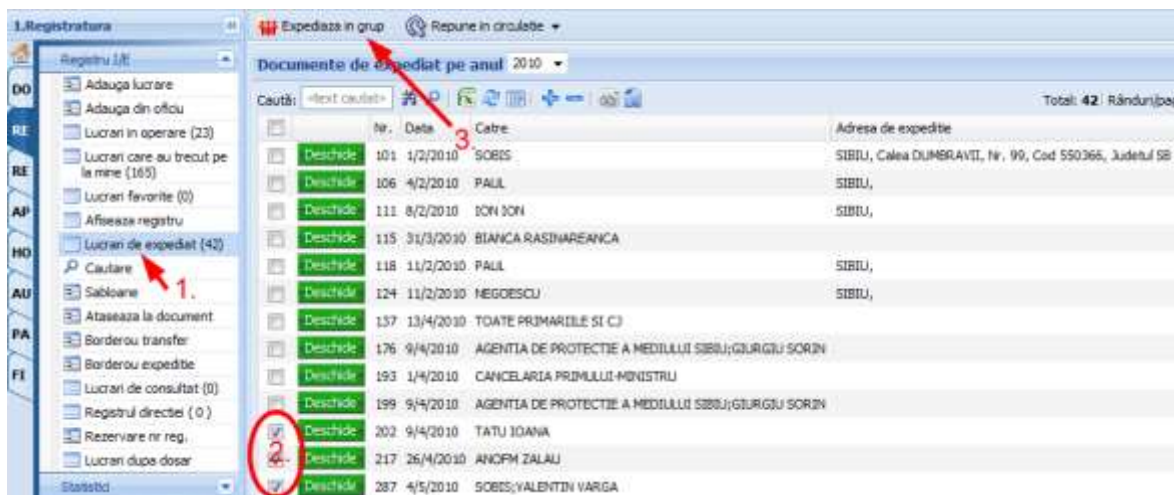 1.Registratura
Expediaza in grup Repune in circulatie
Registru I/E
Documente de expediat pe anul 2010
DO
RE
RE
AP
HO
AU
PA
FI
Adauga lucrare
Adauga din oficiu
Lucrari in operare (23)
Lucrari care au trecut pe la mine (165)
Lucrari favorite (0)
Afiseaza registru
Lucrari de expediat (42)
Cautare
Sabloane
Ataseaza la document
Borderou transfer
Borderou expeditie
Lucrari de consultat (0)
Registrul directiei ( 0 )
Rezervare nr reg.
Lucrari dupa dosar
Statistici
1.
2.
3.
Caută: <text cautat> Total: 42 Rânduri/pa
Nr. Data Catre Adresa de expeditie
Deschide 101 1/2/2010 SOBIS SIBIU, Calea DUMBRAVII, Nr. 99, Cod 550366, Judetul SB
Deschide 106 4/2/2010 PAUL SIBIU,
Deschide 111 8/2/2010 ION ION SIBIU,
Deschide 115 31/3/2010 BIANCA RASINAREANCA
Deschide 118 11/2/2010 PAUL SIBIU,
Deschide 124 11/2/2010 NEGOESCU SIBIU,
Deschide 137 13/4/2010 TOATE PRIMARIILE SI CJ
Deschide 176 9/4/2010 AGENTIA DE PROTECTIE A MEDIULUI SIBIU;GIURGIU SORIN
Deschide 193 1/4/2010 CANCELARIA PRIMULUI-MINISTRU
Deschide 199 9/4/2010 AGENTIA DE PROTECTIE A MEDIULUI SIBIU;GIURGIU SORIN
Deschide 202 9/4/2010 TATU IOANA
Deschide 217 26/4/2010 ANOFM ZALAU
Deschide 287 4/5/2010 SOBIS;VALENTIN VARGA